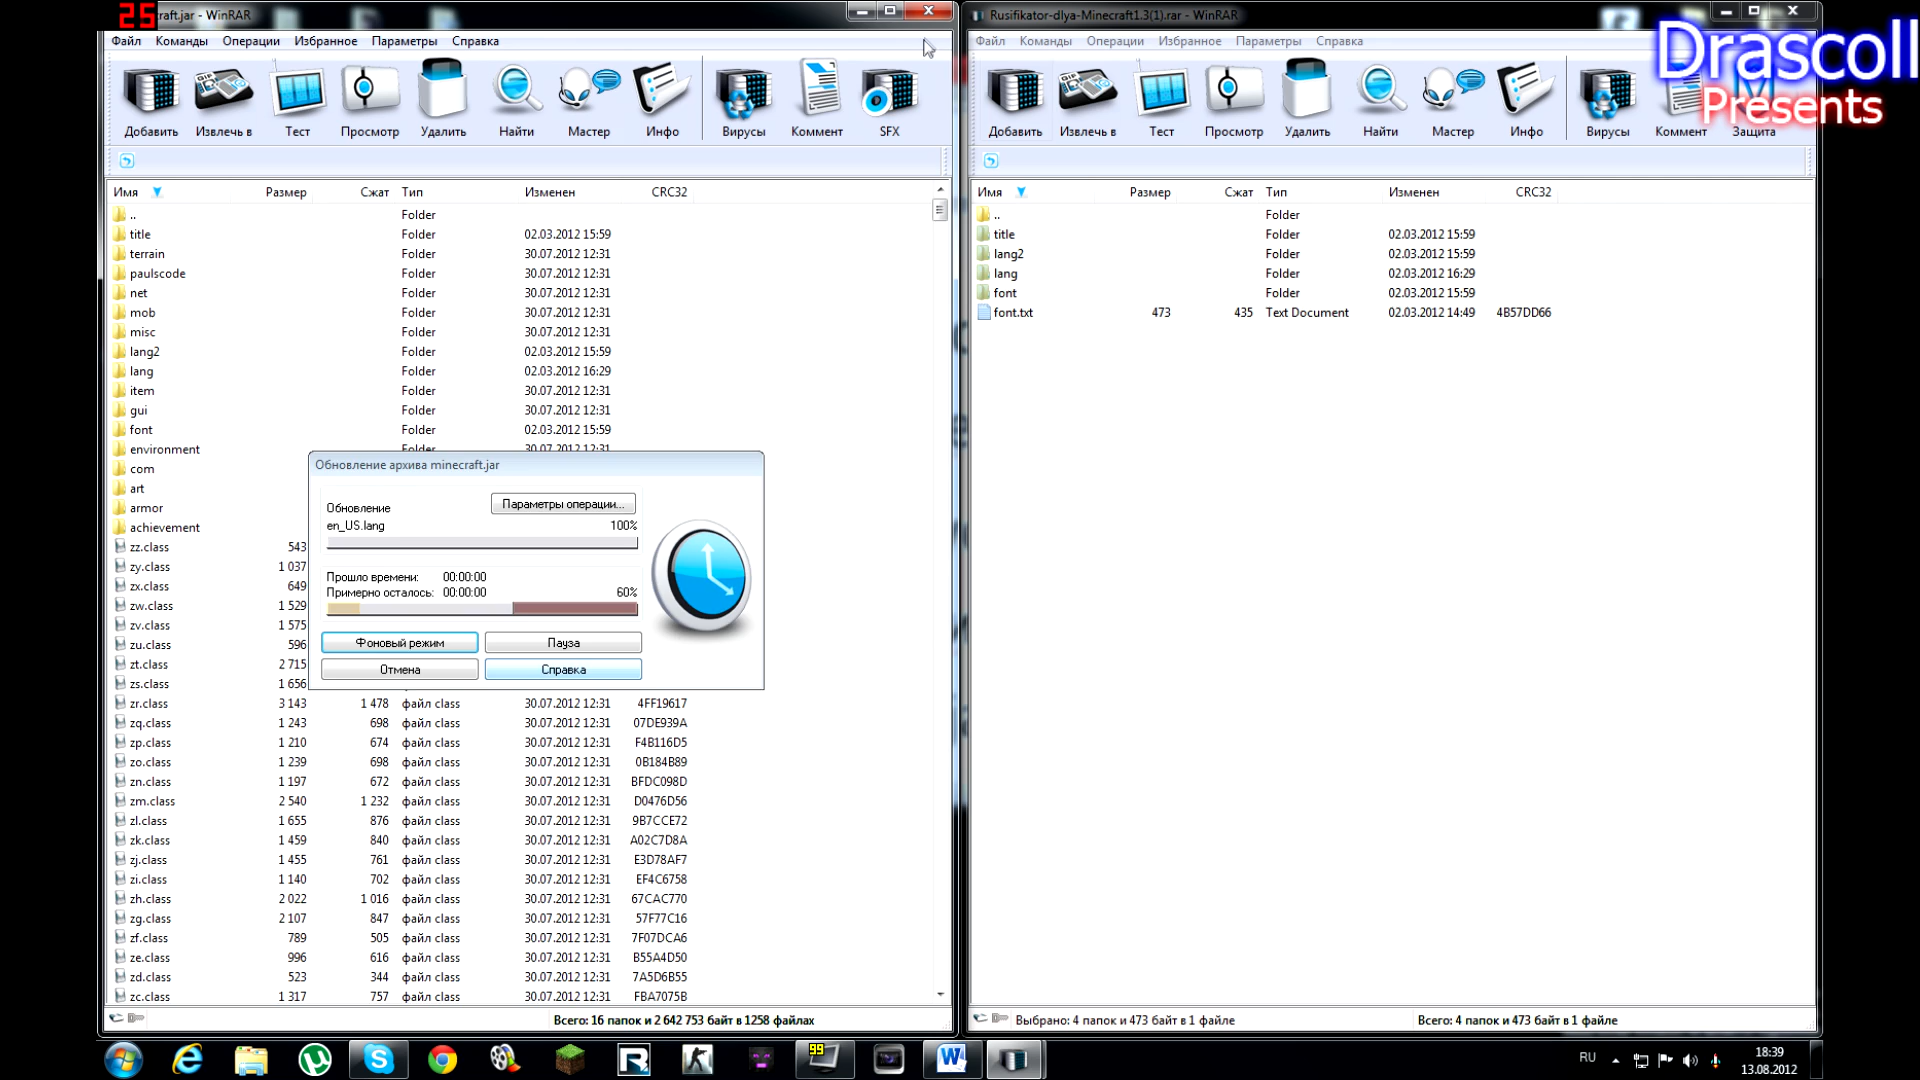 25
raft.jar - WinRAR
Файл Команды Операции Избранное Параметры Справка
Добавить Извлечь в Тест Просмотр Удалить Найти Мастер Инфо Вирусы Коммент SFX
Имя Размер Сжат Тип Изменен CRC32
.. Folder
title Folder 02.03.2012 15:59
terrain Folder 30.07.2012 12:31
paulscode Folder 30.07.2012 12:31
net Folder 30.07.2012 12:31
mob Folder 30.07.2012 12:31
misc Folder 30.07.2012 12:31
lang2 Folder 02.03.2012 15:59
lang Folder 02.03.2012 16:29
item Folder 30.07.2012 12:31
gui Folder 30.07.2012 12:31
font Folder 02.03.2012 15:59
environment Folder 30.07.2012 12:31
com
art
armor
achievement
zz.class 543
zy.class 1 037
zx.class 649
zw.class 1 529
zv.class 1 575
zu.class 596
zt.class 2 715
zs.class 1 656
zr.class 3 143 1 478 файл class 30.07.2012 12:31 4FF19617
zq.class 1 243 698 файл class 30.07.2012 12:31 07DE939A
zp.class 1 210 674 файл class 30.07.2012 12:31 F4B116D5
zo.class 1 239 698 файл class 30.07.2012 12:31 0B184B89
zn.class 1 197 672 файл class 30.07.2012 12:31 BFDC098D
zm.class 2 540 1 232 файл class 30.07.2012 12:31 D0476D56
zl.class 1 655 876 файл class 30.07.2012 12:31 9B7CCE72
zk.class 1 459 840 файл class 30.07.2012 12:31 A02C7D8A
zj.class 1 455 761 файл class 30.07.2012 12:31 E3D78AF7
zi.class 1 140 702 файл class 30.07.2012 12:31 EF4C6758
zh.class 2 022 1 016 файл class 30.07.2012 12:31 67CAC770
zg.class 2 107 847 файл class 30.07.2012 12:31 57F77C16
zf.class 789 505 файл class 30.07.2012 12:31 7F07DCA6
ze.class 996 616 файл class 30.07.2012 12:31 B55A4D50
zd.class 523 344 файл class 30.07.2012 12:31 7A5D6B55
zc.class 1 317 757 файл class 30.07.2012 12:31 FBA7075B
Всего: 16 папок и 2 642 753 байт в 1258 файлах
Обновление архива minecraft.jar
Обновление
Параметры операции...
en_US.lang 100%
Прошло времени: 00:00:00
Примерно осталось: 00:00:00 60%
Фоновый режим Пауза
Отмена Справка
Rusifikator-dlya-Minecraft1.3(1).rar - WinRAR
Файл Команды Операции Избранное Параметры Справка
Добавить Извлечь в Тест Просмотр Удалить Найти Мастер Инфо Вирусы Коммент Защита
Имя Размер Сжат Тип Изменен CRC32
.. Folder
title Folder 02.03.2012 15:59
lang2 Folder 02.03.2012 15:59
lang Folder 02.03.2012 16:29
font Folder 02.03.2012 15:59
font.txt 473 435 Text Document 02.03.2012 14:49 4B57DD66
Выбрано: 4 папок и 473 байт в 1 файле
Всего: 4 папок и 473 байт в 1 файле
Drascoll
Presents
99
RU
18:39
13.08.2012